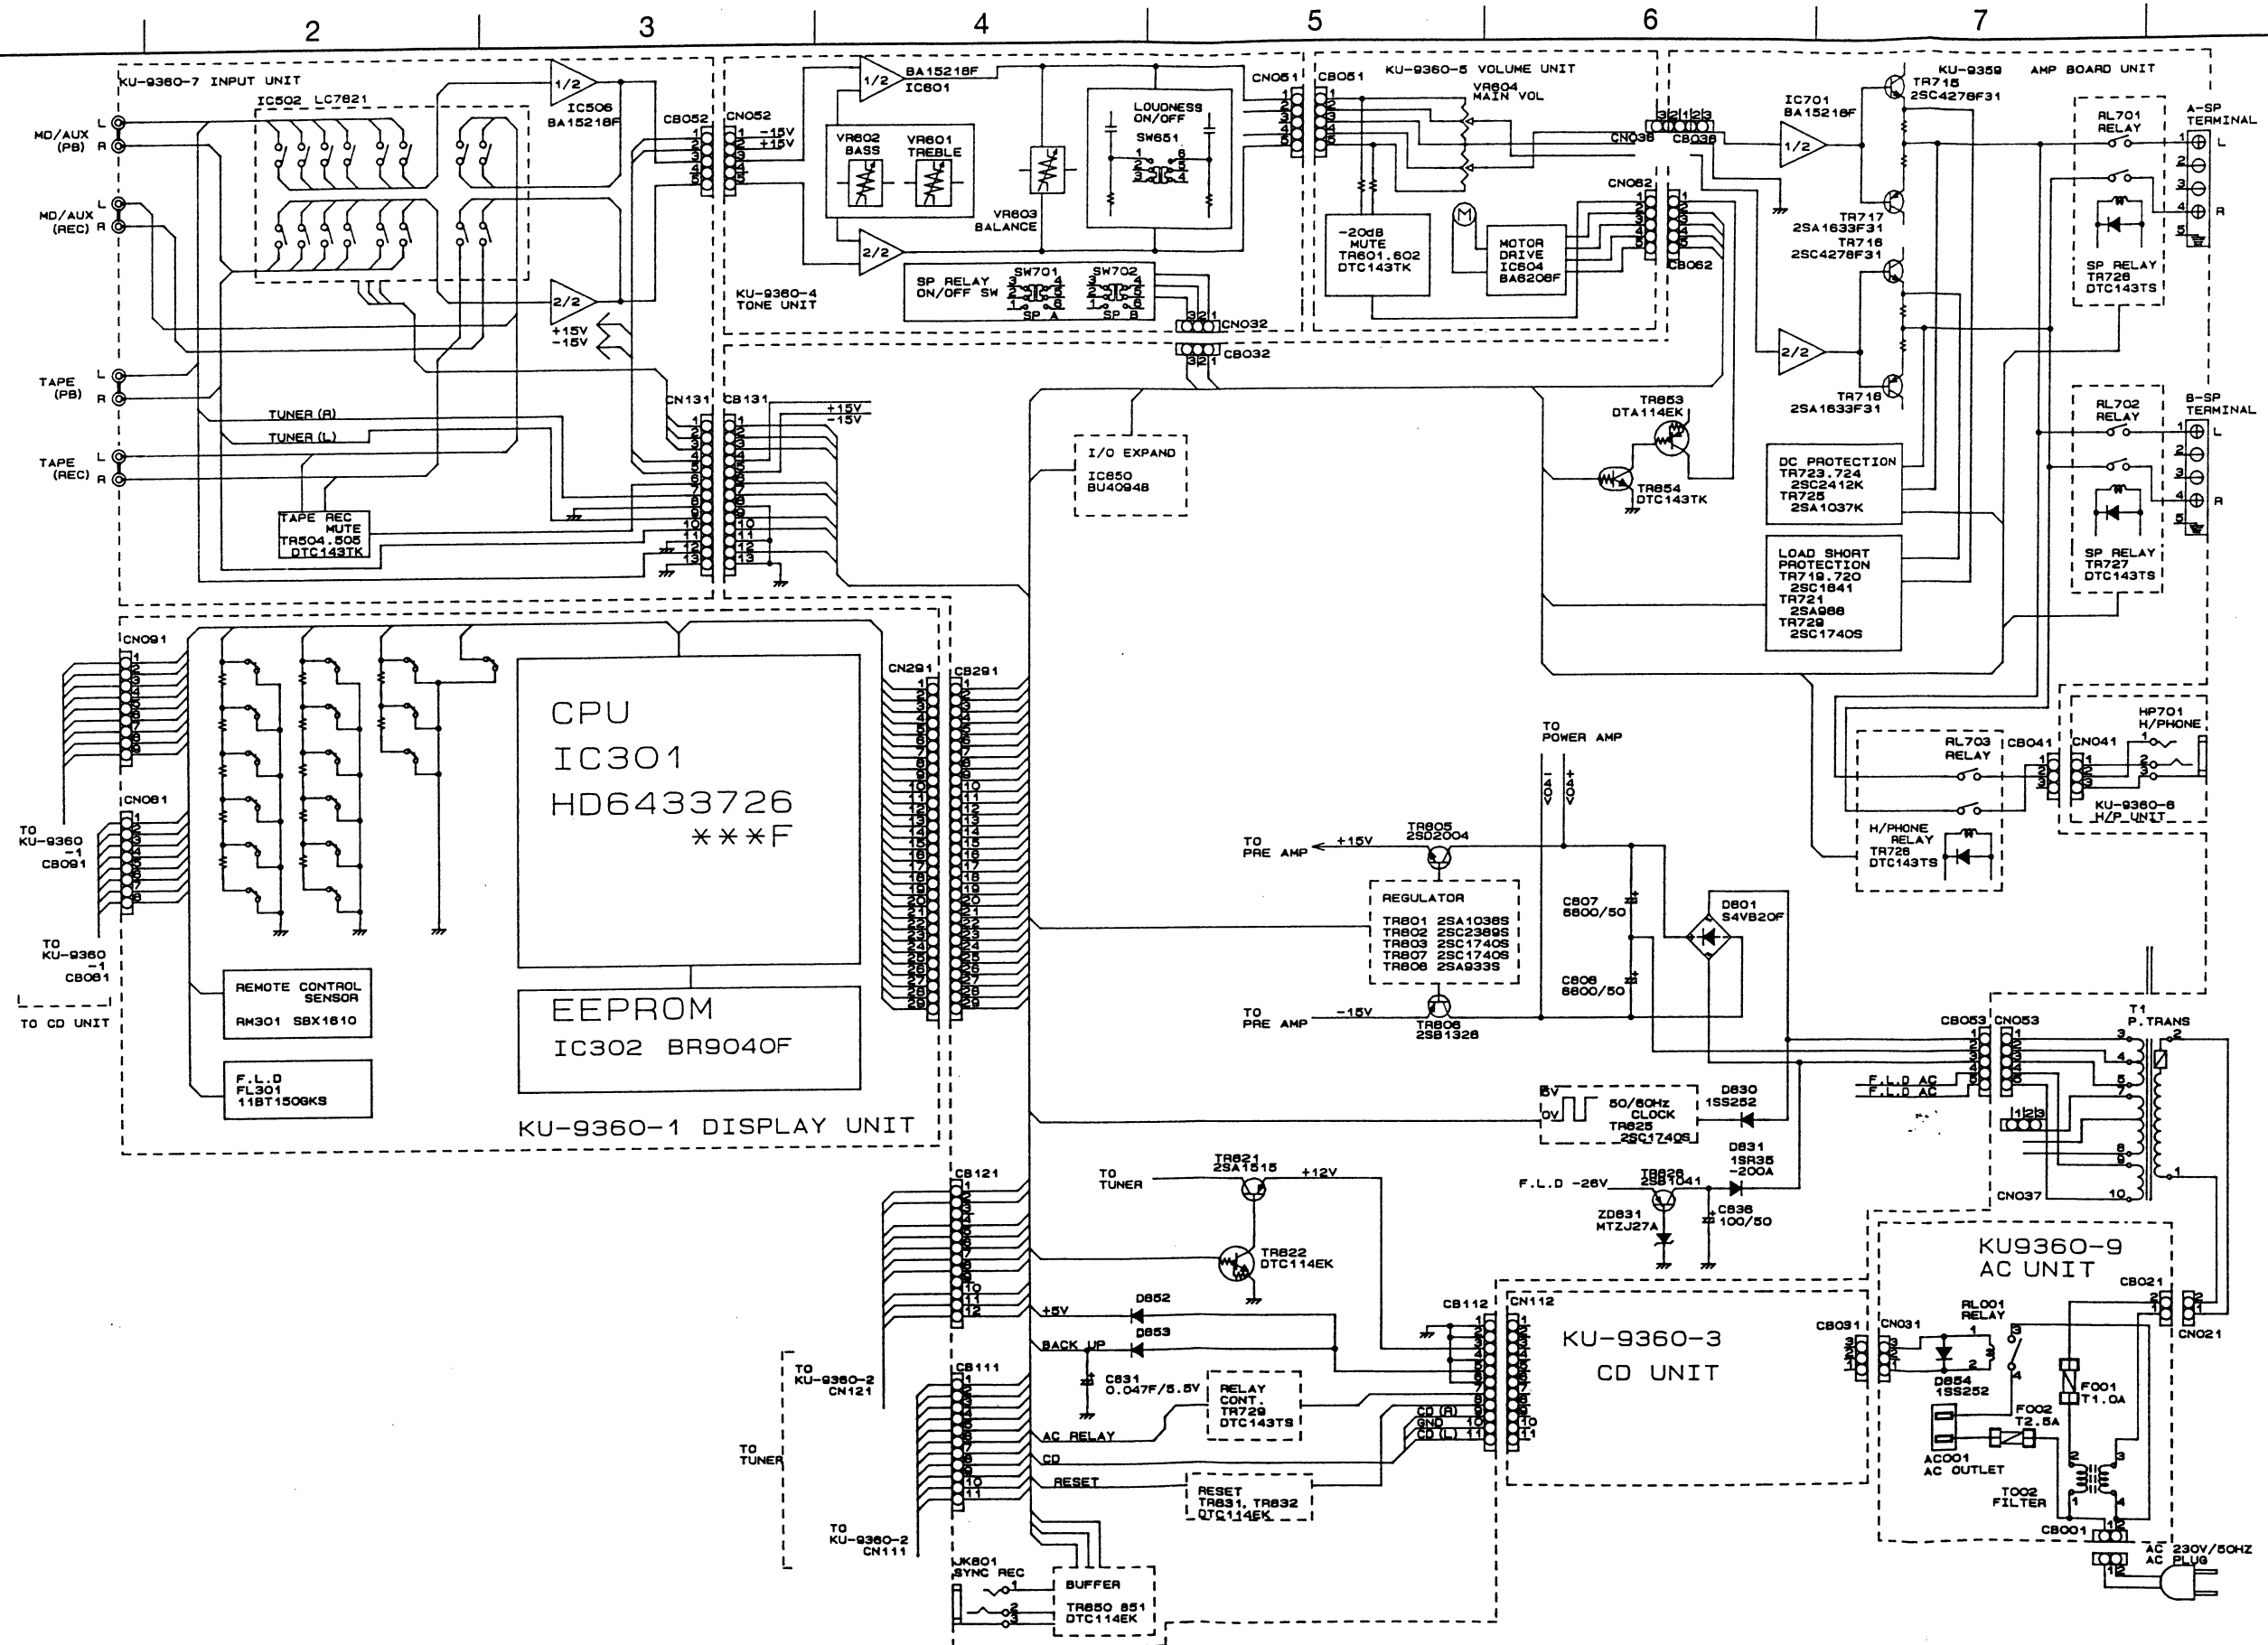 2
3
4
5
6
7
KU-9360-7 INPUT UNIT
IC502 LC7821
MD/AUX
(PB)
L
R
MD/AUX
(REC)
L
R
TAPE
(PB)
L
R
TAPE
(REC)
L
R
1/2
IC506
BA15218F
2/2
+15V
-15V
TUNER (R)
TUNER (L)
TAPE REC
MUTE
TR504.505
DTC143TK
CB052
CN052
-15V
+15V
CN131
CB131
+15V
-15V
1/2
BA15218F
IC601
VR602
BASS
VR601
TREBLE
2/2
VR603
BALANCE
LOUDNESS
ON/OFF
SW651
KU-9360-4
TONE UNIT
SP RELAY
ON/OFF SW
SW701
SP A
SW702
SP B
CN032
CB032
CN051
CB051
KU-9360-5 VOLUME UNIT
VR604
MAIN VOL
-20dB
MUTE
TR601.602
DTC143TK
M
MOTOR
DRIVE
IC604
BA6208F
CN036
CB036
CN062
CB062
KU-9359 AMP BOARD UNIT
IC701
BA15218F
1/2
TR715
2SC4278F31
TR717
2SA1633F31
TR716
2SC4278F31
2/2
TR718
2SA1633F31
RL701
RELAY
SP RELAY
TR728
DTC143TS
A-SP
TERMINAL
L
R
RL702
RELAY
SP RELAY
TR727
DTC143TS
B-SP
TERMINAL
L
R
I/O EXPAND
IC850
BU4094B
TR853
DTA114EK
TR854
DTC143TK
DC PROTECTION
TR723.724
2SC2412K
TR725
2SA1037K
LOAD SHORT
PROTECTION
TR719.720
2SC1841
TR721
2SA988
TR729
2SC1740S
CN091
CN081
TO
KU-9360
-1
CB091
TO
KU-9360
-1
CB081
TO CD UNIT
CPU
IC301
HD6433726
***F
EEPROM
IC302 BR9040F
REMOTE CONTROL
SENSOR
RM301 SBX1610
F.L.D
FL301
11BT150GKS
KU-9360-1 DISPLAY UNIT
CN291
CB291
TO
POWER AMP
-40V
+40V
TO
PRE AMP
+15V
TR805
2SD2004
REGULATOR
TR801 2SA1038S
TR802 2SC2389S
TR803 2SC1740S
TR807 2SC1740S
TR808 2SA933S
TO
PRE AMP
-15V
TR806
2SB1326
C807
6800/50
C808
6800/50
D801
S4VB20F
RL703
RELAY
H/PHONE
RELAY
TR726
DTC143TS
CB041
CN041
HP701
H/PHONE
KU-9360-6
H/P UNIT
CB053
CN053
T1
P.TRANS
F.L.D AC
F.L.D AC
CN037
5V
0V
50/60Hz
CLOCK
TR825
2SC1740S
D830
1SS252
D831
1SR35
-200A
F.L.D -26V
TR826
2SB1041
ZD831
MTZJ27A
C836
100/50
CB121
TO
TUNER
TR821
2SA1515
+12V
TR822
DTC114EK
+5V
D852
BACK UP
D853
C831
0.047F/5.5V
TO
KU-9360-2
CN121
TO
TUNER
CB111
TO
KU-9360-2
CN111
RELAY
CONT.
TR729
DTC143TS
AC RELAY
CD
RESET
RESET
TR831, TR832
DTC114EK
CB112
CN112
CD (R)
GND
CD (L)
KU-9360-3
CD UNIT
JK801
SYNC REC
BUFFER
TR850 851
DTC114EK
KU9360-9
AC UNIT
CB031
CN031
RL001
RELAY
D854
1SS252
CB021
CN021
F001
T1.0A
F002
T2.5A
AC001
AC OUTLET
T002
FILTER
CB001
AC 230V/50HZ
AC PLUG